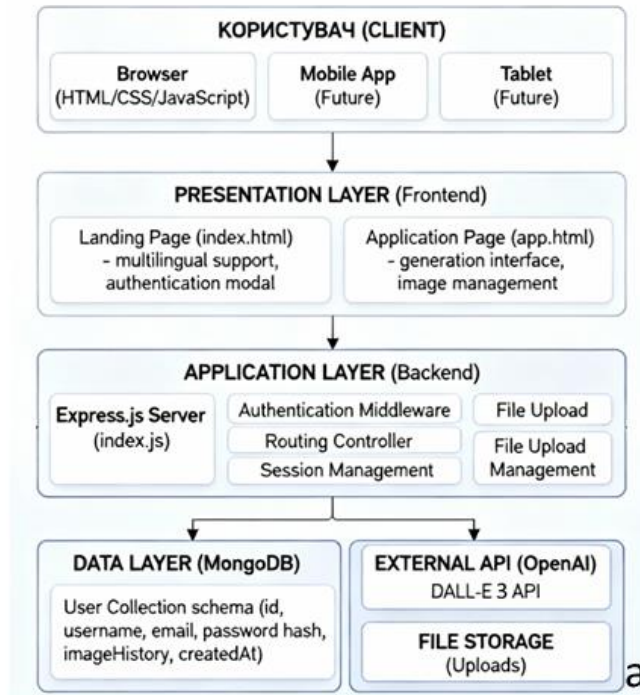 КОРИСТУВАЧ (CLIENT)
Browser
(HTML/CSS/JavaScript)
Mobile App
(Future)
Tablet
(Future)
PRESENTATION LAYER (Frontend)
Landing Page (index.html)
- multilingual support,
authentication modal
Application Page (app.html)
- generation interface,
image management
APPLICATION LAYER (Backend)
Express.js Server
(index.js)
Authentication Middleware
Routing Controller
Session Management
File Upload
File Upload
Management
DATA LAYER (MongoDB)
User Collection schema (id,
username, email, password hash,
imageHistory, createdAt)
EXTERNAL API (OpenAI)
DALL-E 3 API
FILE STORAGE
(Uploads)
a